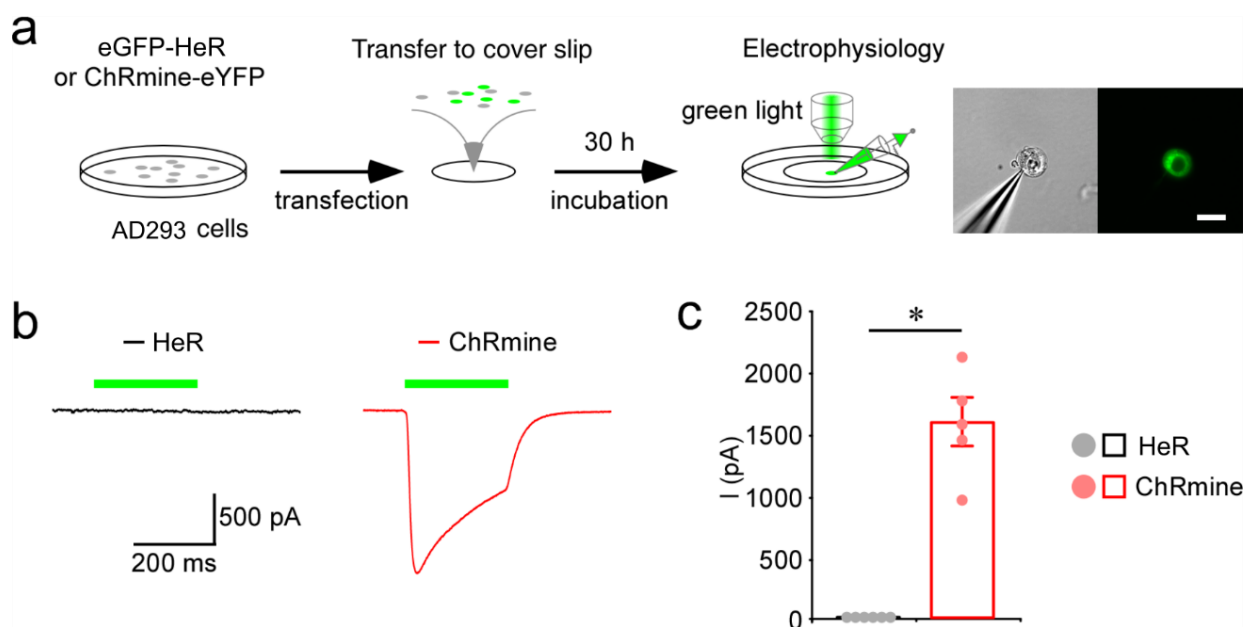 a
eGFP-HeR
or ChRmine-eYFP
AD293 cells
transfection
Transfer to cover slip
30 h
incubation
Electrophysiology
green light
b
HeR
ChRmine
500 pA
200 ms
c
*
I (pA)
2500
2000
1500
1000
500
0
HeR
ChRmine